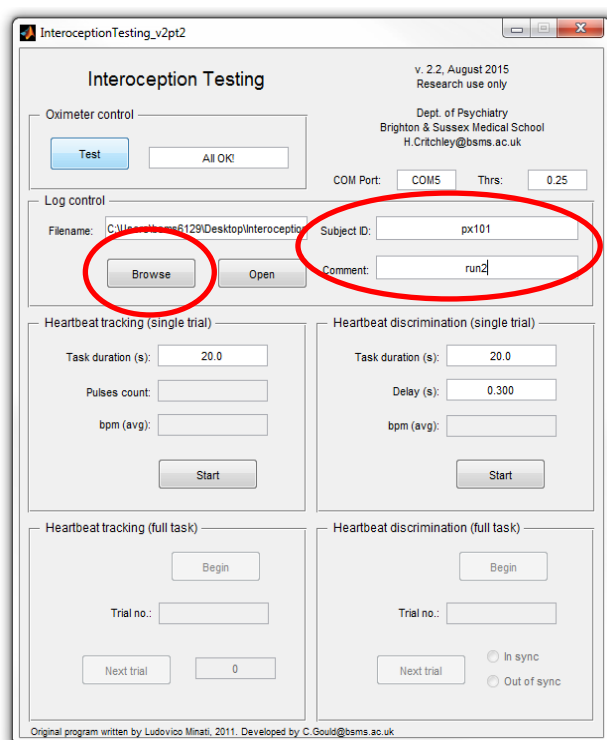 InteroceptionTesting_v2pt2
Interoception Testing
v. 2.2, August 2015
Research use only
Dept. of Psychiatry
Brighton & Sussex Medical School
H.Critchley@bsms.ac.uk
Oximeter control
Test
All OK!
COM Port: COM5 Thrs: 0.25
Log control
Filename: C:\Users\bsms6129\Desktop\Interoception
Subject ID: px101
Browse
Open
Comment: run2
Heartbeat tracking (single trial)
Task duration (s): 20.0
Pulses count:
bpm (avg):
Start
Heartbeat discrimination (single trial)
Task duration (s): 20.0
Delay (s): 0.300
bpm (avg):
Start
Heartbeat tracking (full task)
Begin
Trial no.:
Next trial 0
Heartbeat discrimination (full task)
Begin
Trial no.:
Next trial
In sync
Out of sync
Original program written by Ludovico Minati, 2011. Developed by C.Gould@bsms.ac.uk